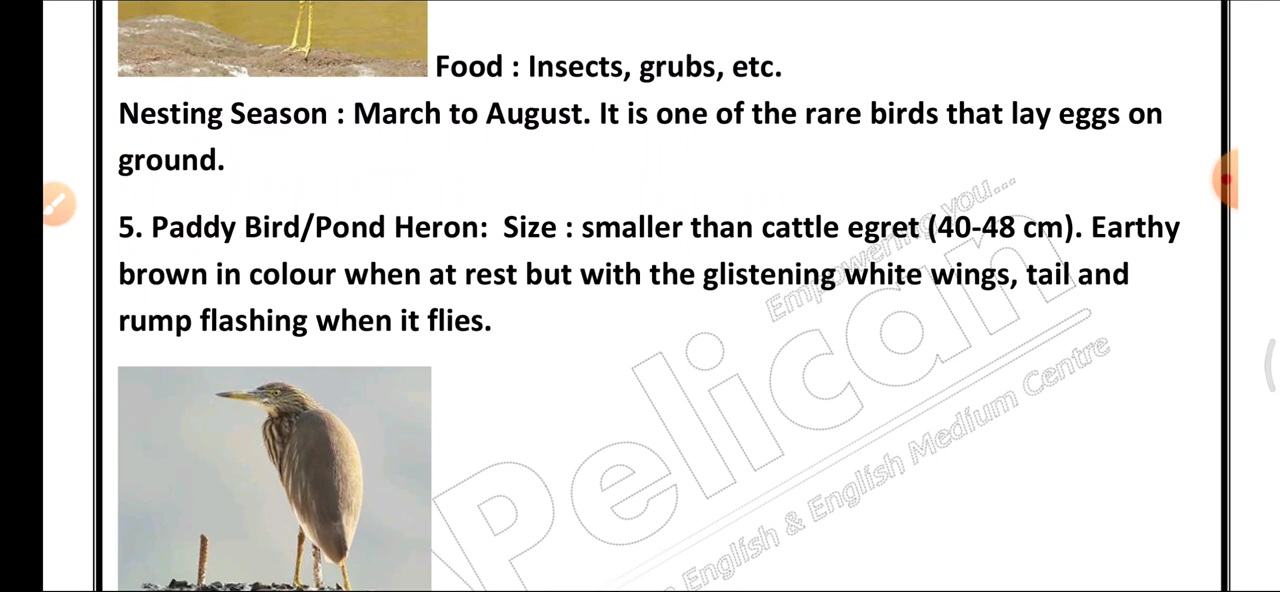 Food : Insects, grubs, etc.
Nesting Season : March to August. It is one of the rare birds that lay eggs on
ground.
5. Paddy Bird/Pond Heron:  Size : smaller than cattle egret (40-48 cm). Earthy
brown in colour when at rest but with the glistening white wings, tail and
rump flashing when it flies.
Empowering you...
Pelican
English & English Medium Centre